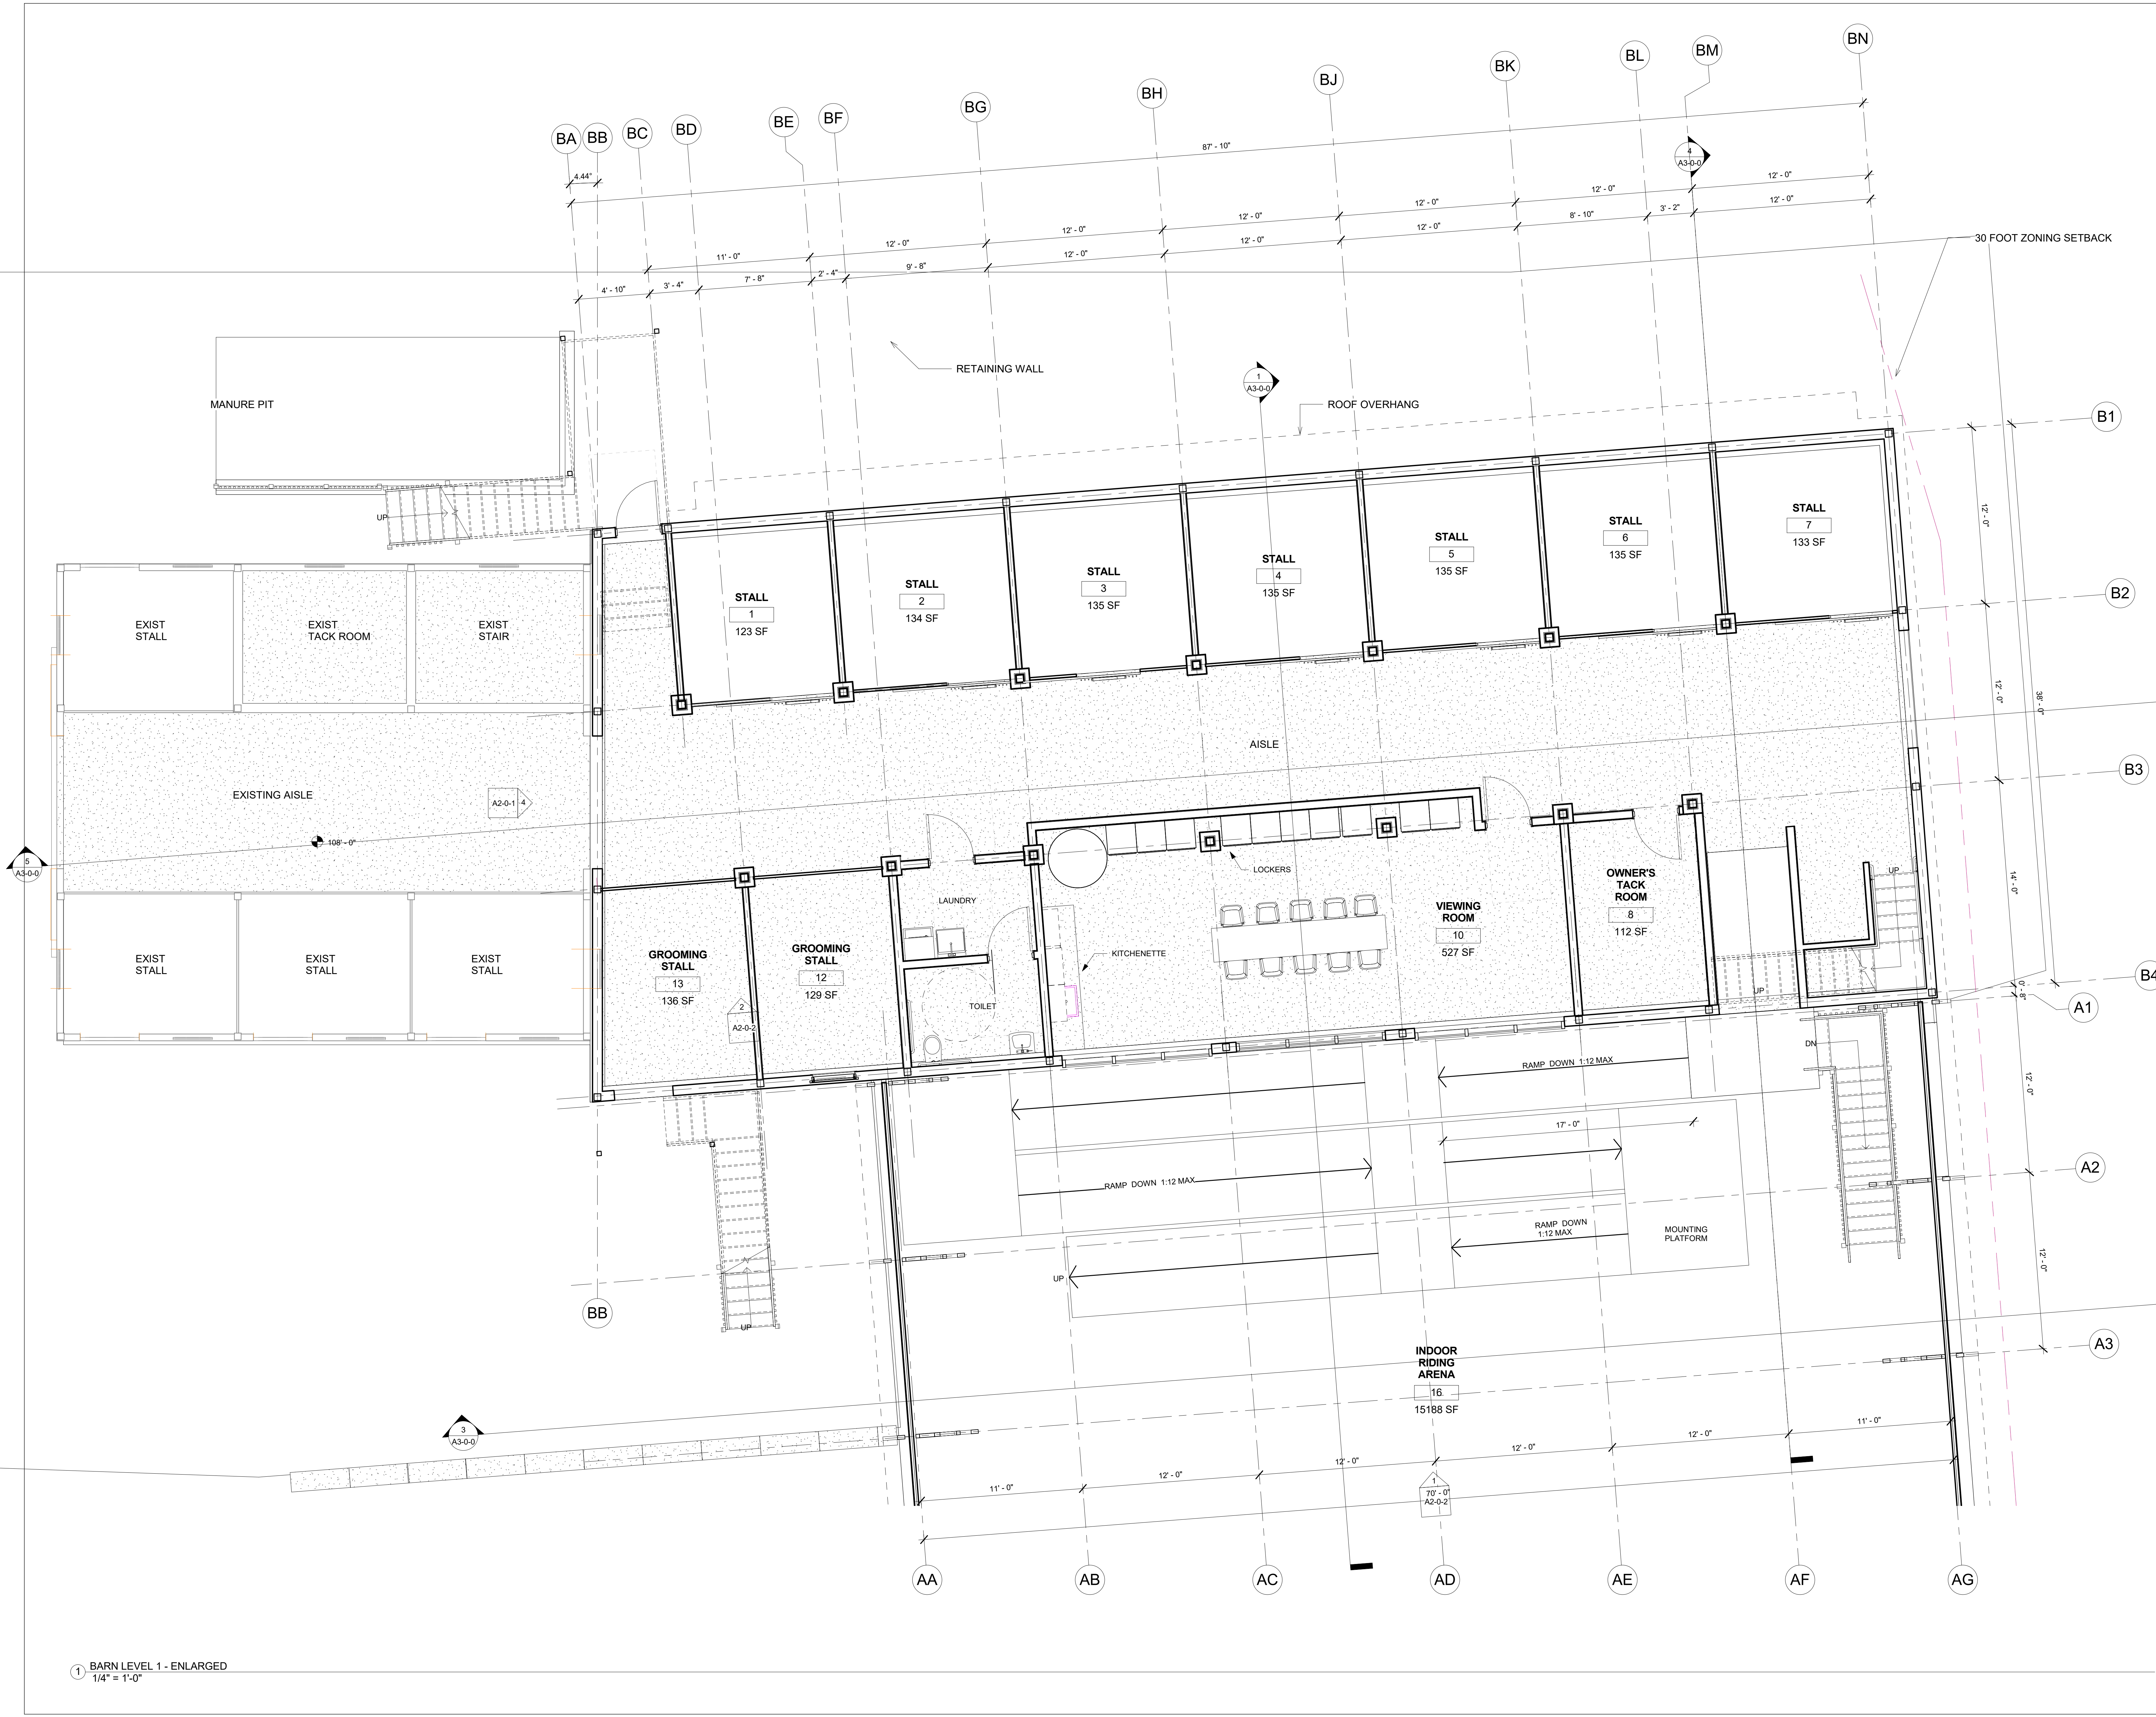 BN
BM
BL
BK
BJ
BH
BG
BF
BE
BD
BC
BB
BA
87' - 10"
4
A3-0-0
4.44"
12' - 0"
12' - 0"
12' - 0"
12' - 0"
12' - 0"
12' - 0"
11' - 0"
12' - 0"
3' - 2"
8' - 10"
12' - 0"
12' - 0"
12' - 0"
9' - 8"
2' - 4"
7' - 8"
3' - 4"
4' - 10"
30 FOOT ZONING SETBACK
RETAINING WALL
1
A3-0-0
ROOF OVERHANG
MANURE PIT
UP
B1
B2
B3
B4
A1
A2
A3
12' - 0"
12' - 0"
38' - 0"
14' - 0"
0' - 8"
12' - 0"
12' - 0"
STALL
1
123 SF
STALL
2
134 SF
STALL
3
135 SF
STALL
4
135 SF
STALL
5
135 SF
STALL
6
135 SF
STALL
7
133 SF
EXIST
STALL
EXIST
TACK ROOM
EXIST
STAIR
AISLE
EXISTING AISLE
A2-0-1
4
108' - 0"
5
A3-0-0
EXIST
STALL
EXIST
STALL
EXIST
STALL
GROOMING
STALL
13
136 SF
GROOMING
STALL
12
129 SF
2
A2-0-2
LAUNDRY
TOILET
KITCHENETTE
LOCKERS
VIEWING
ROOM
10
527 SF
OWNER'S
TACK
ROOM
8
112 SF
UP
UP
DN
RAMP DOWN 1:12 MAX
17' - 0"
RAMP DOWN 1:12 MAX
RAMP DOWN
1:12 MAX
MOUNTING
PLATFORM
UP
UP
BB
INDOOR
RIDING
ARENA
16
15188 SF
3
A3-0-0
11' - 0"
12' - 0"
12' - 0"
12' - 0"
12' - 0"
11' - 0"
1
70' - 0"
A2-0-2
AA
AB
AC
AD
AE
AF
AG
1
BARN LEVEL 1 - ENLARGED
1/4" = 1'-0"